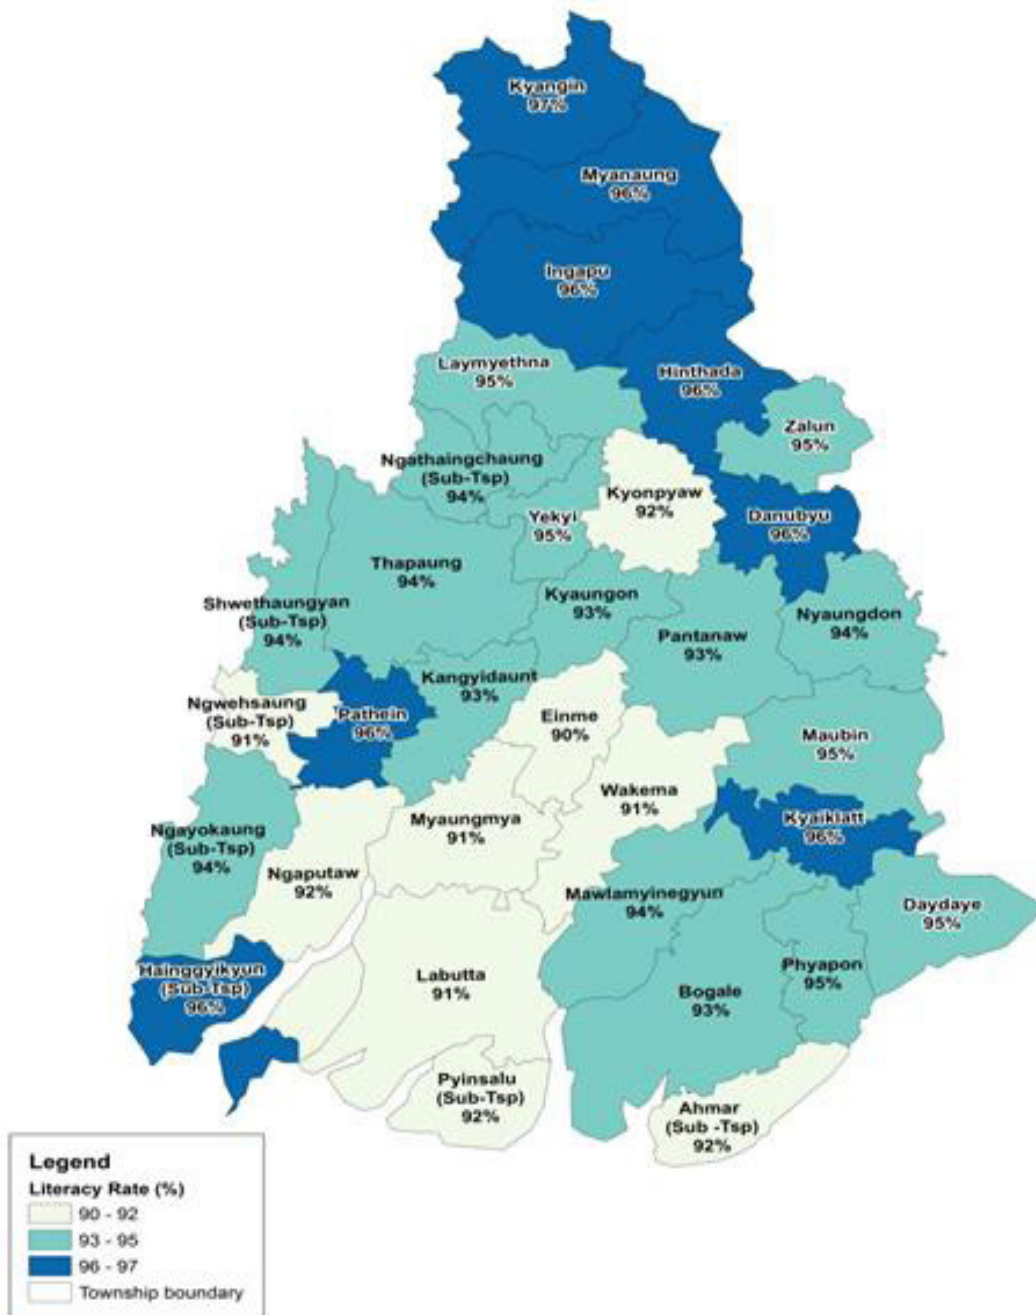 Kyangin
97%
Myanaung
96%
Ingapu
96%
Laymyethna
95%
Hinthada
96%
Zalun
95%
Ngathaingchaung
(Sub-Tsp)
94%
Kyonpyaw
92%
Yekyi
95%
Danubyu
96%
Thapaung
94%
Shwethaungyan
(Sub-Tsp)
94%
Kyaungon
93%
Pantanaw
93%
Nyaungdon
94%
Ngwehsaung
(Sub-Tsp)
91%
Pathein
96%
Kangyidaunt
93%
Einme
90%
Maubin
95%
Wakema
91%
Myaungmya
91%
Kyaiklatt
96%
Ngayokaung
(Sub-Tsp)
94%
Ngaputaw
92%
Mawlamyinegyun
94%
Daydaye
95%
Hainggyikyun
(Sub-Tsp)
96%
Labutta
91%
Bogale
93%
Phyapon
95%
Pyinsalu
(Sub-Tsp)
92%
Ahmar
(Sub -Tsp)
92%
Legend
Literacy Rate (%)
90 - 92
93 - 95
96 - 97
Township boundary